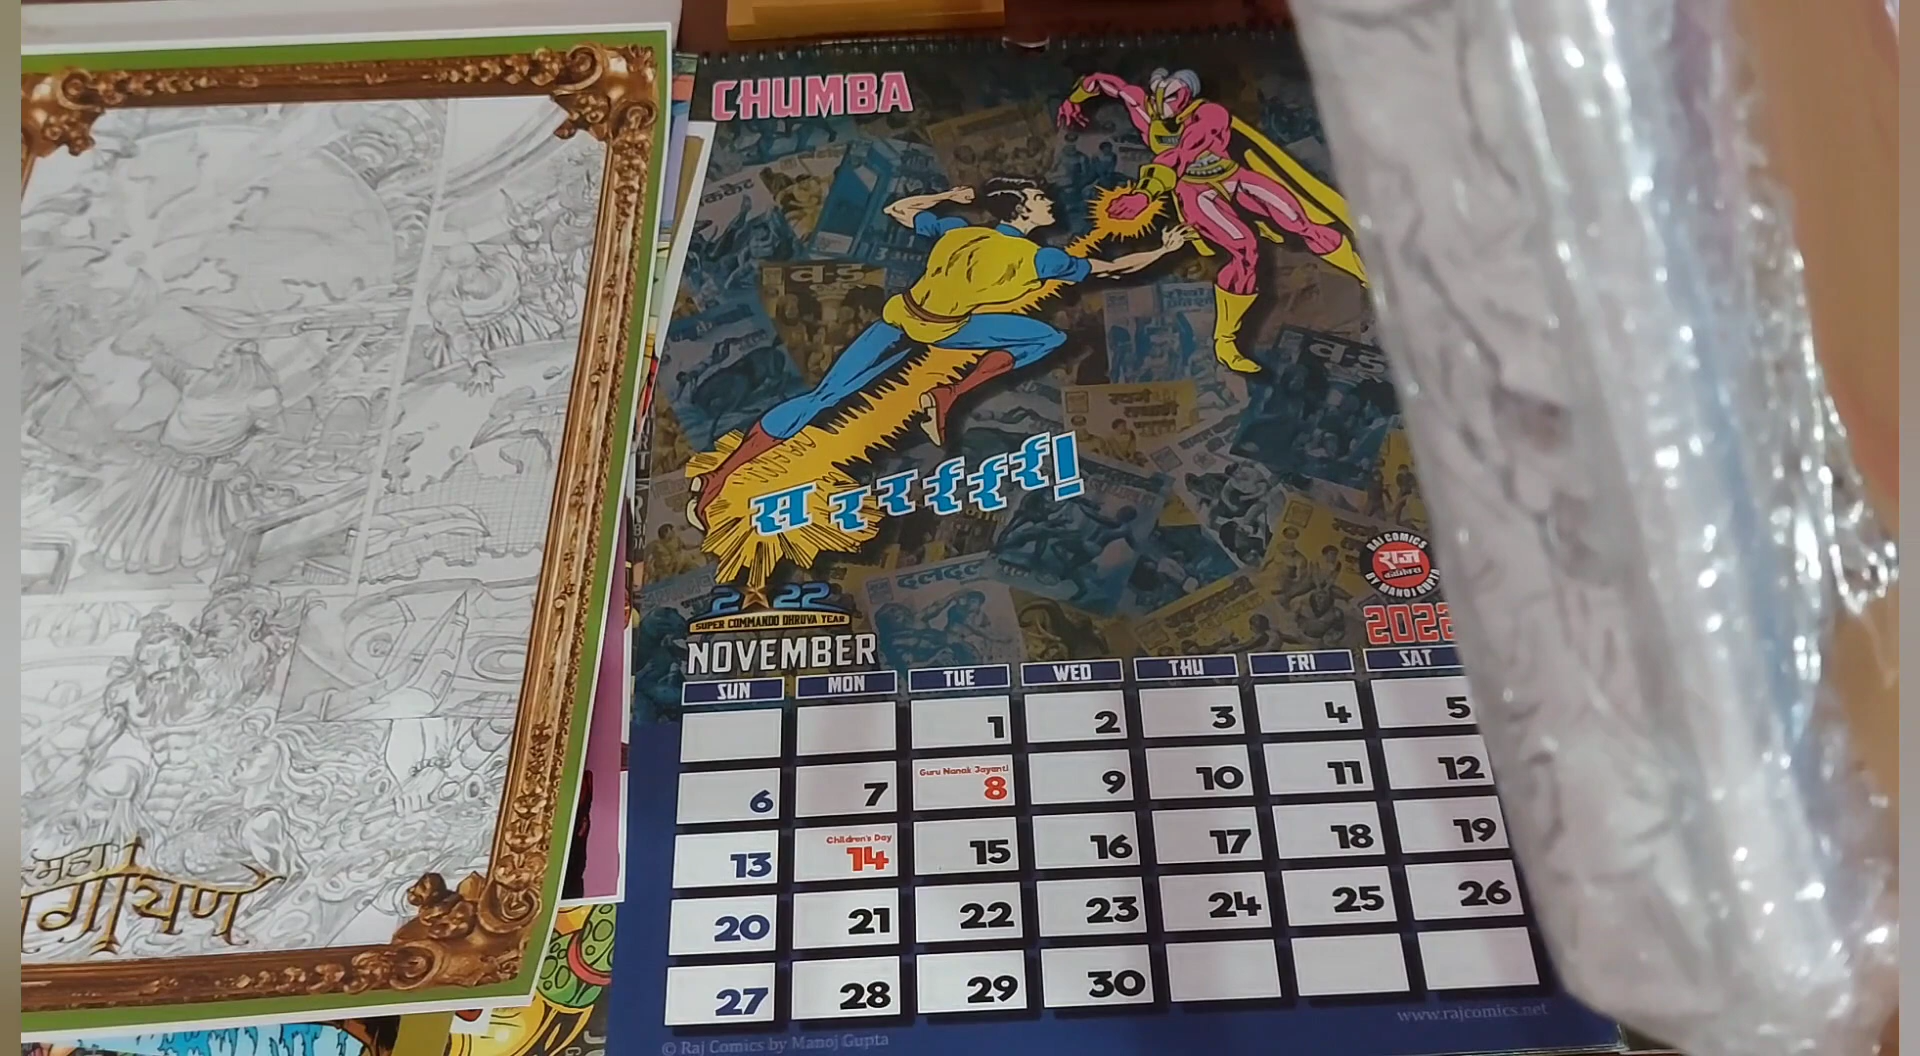 CHUMBA
स र र र्र र्र र्र र्र!
दलदल
RAJ COMICS
राज
कॉमिक्स
BY MANOJ GUPTA
2022
2022
SUPER COMMANDO DHRUVA YEAR
NOVEMBER
SUN MON TUE WED THU FRI SAT
1 2 3 4 5
Guru Nanak Jayanti
6 7 8 9 10 11 12
Children's Day
13 14 15 16 17 18 19
20 21 22 23 24 25 26
27 28 29 30
www.rajcomics.net
© Raj Comics by Manoj Gupta
महा